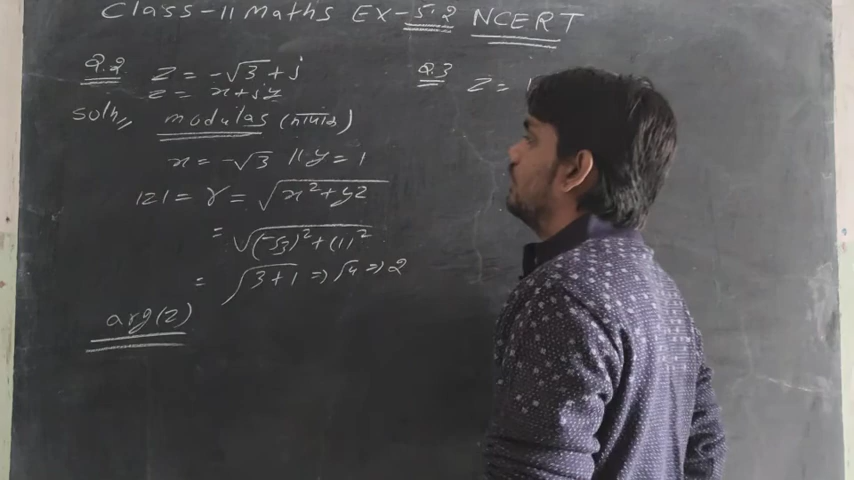 Class-11 Maths Ex-5.2 NCERT
Q.2 z = -√3 + i
z = x+iy
soln,, modulas (मापांक)
x = -√3 || y = 1
|z| = r = √x²+y2
= √(-√3)²+(1)²
= √3+1 ⇒ √4 ⇒ 2
arg(z)
Q.3 z =